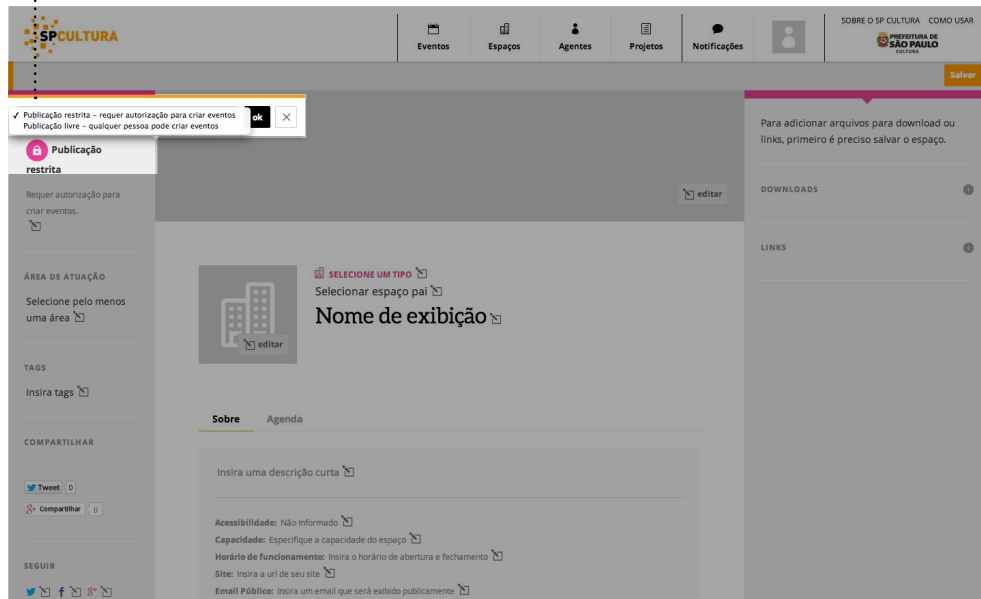 SPCULTURA
Eventos
Espaços
Agentes
Projetos
Notificações
SOBRE O SP CULTURA COMO USAR
PREFEITURA DE
SÃO PAULO
CULTURA
Salvar
✓ Publicação restrita – requer autorização para criar eventos
Publicação livre – qualquer pessoa pode criar eventos
ok
Publicação
restrita
Requer autorização para
criar eventos.
ÁREA DE ATUAÇÃO
Selecione pelo menos
uma área
TAGS
Insira tags
COMPARTILHAR
Tweet 0
Compartilhar 0
SEGUIR
editar
SELECIONE UM TIPO
Selecionar espaço pai
Nome de exibição
editar
Sobre Agenda
Insira uma descrição curta
Acessibilidade: Não Informado
Capacidade: Especifique a capacidade do espaço
Horário de funcionamento: Insira o horário de abertura e fechamento
Site: Insira a url de seu site
Email Público: Insira um email que será exibido publicamente
Para adicionar arquivos para download ou
links, primeiro é preciso salvar o espaço.
DOWNLOADS
LINKS